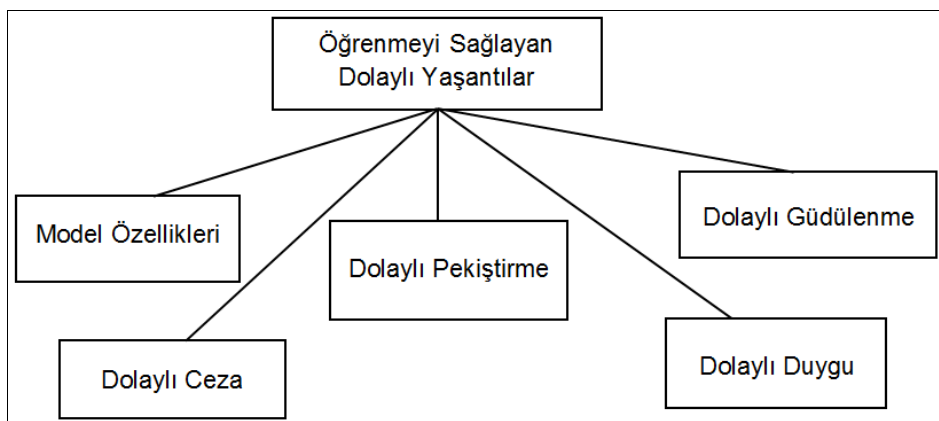 Öğrenmeyi Sağlayan
Dolaylı Yaşantılar
Model Özellikleri
Dolaylı Pekiştirme
Dolaylı Güdülenme
Dolaylı Ceza
Dolaylı Duygu